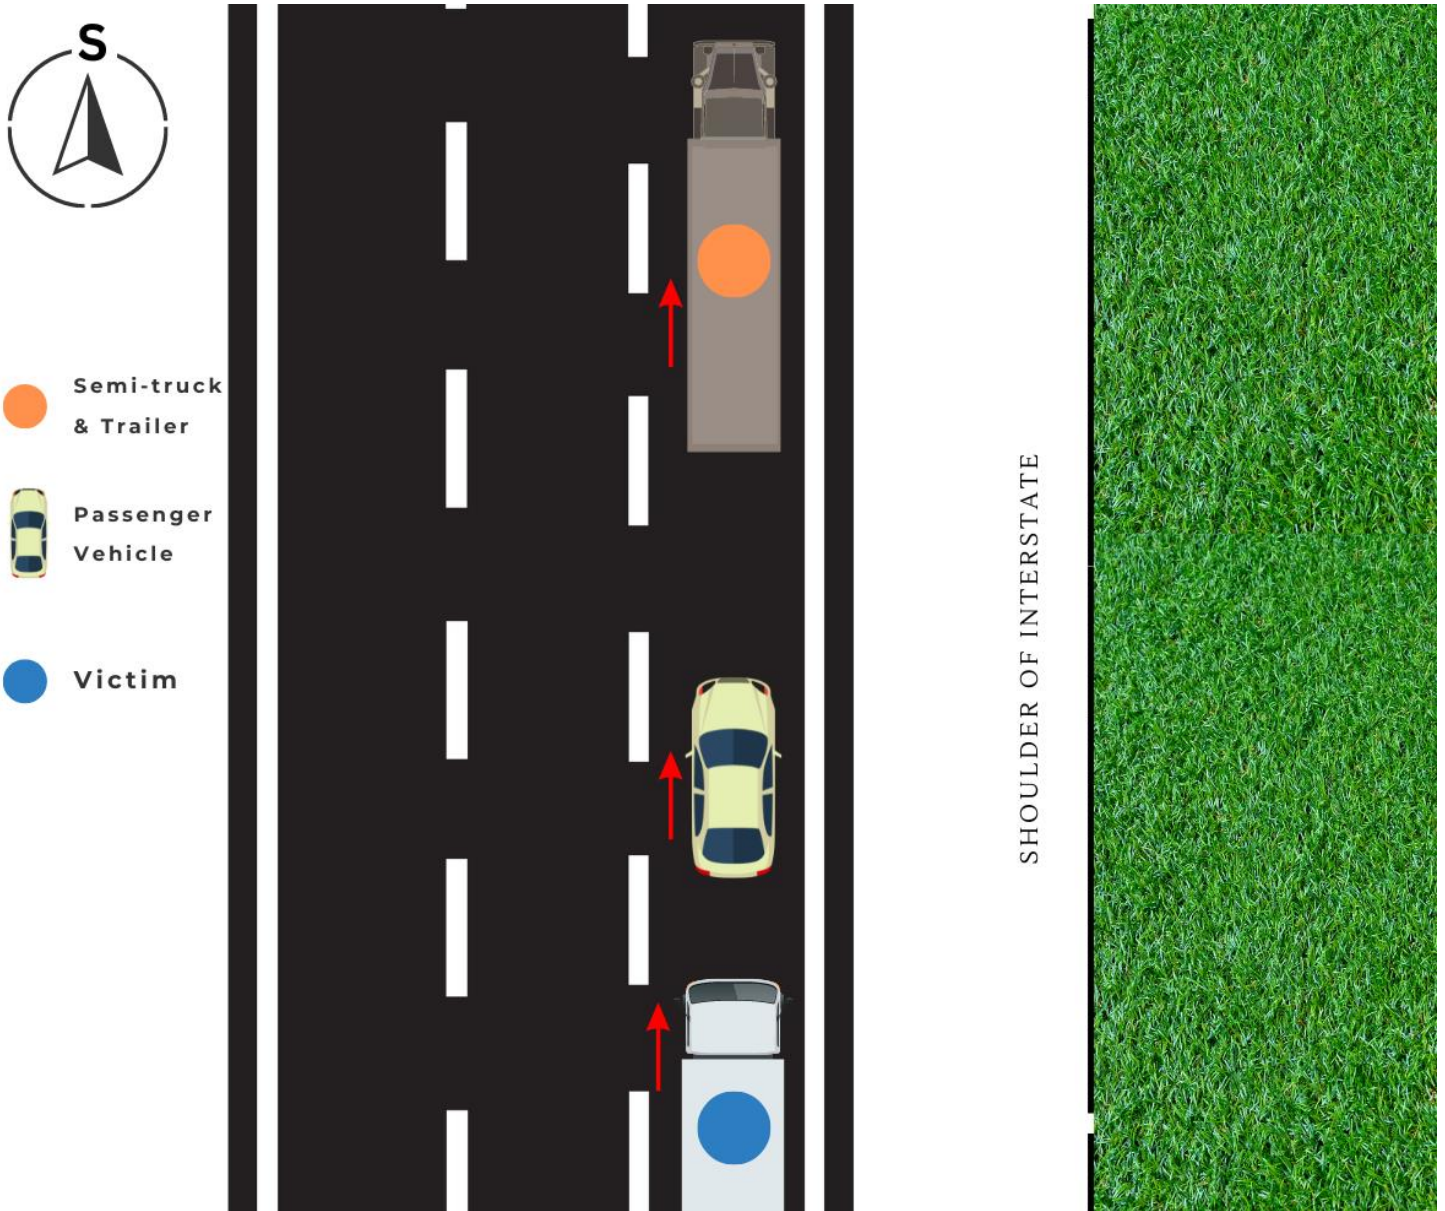 S
Semi-truck
& Trailer
Passenger
Vehicle
Victim
SHOULDER OF INTERSTATE